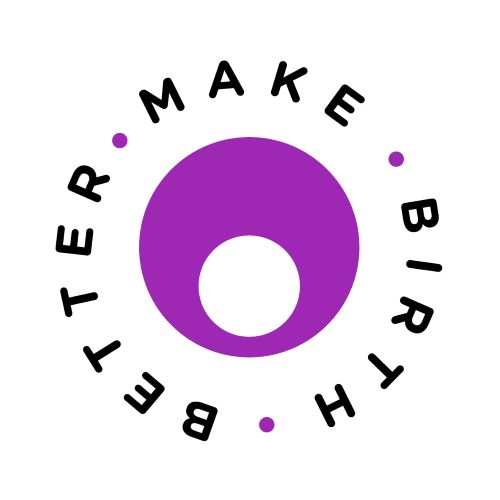 MAKE • BIRTH • BETTER •